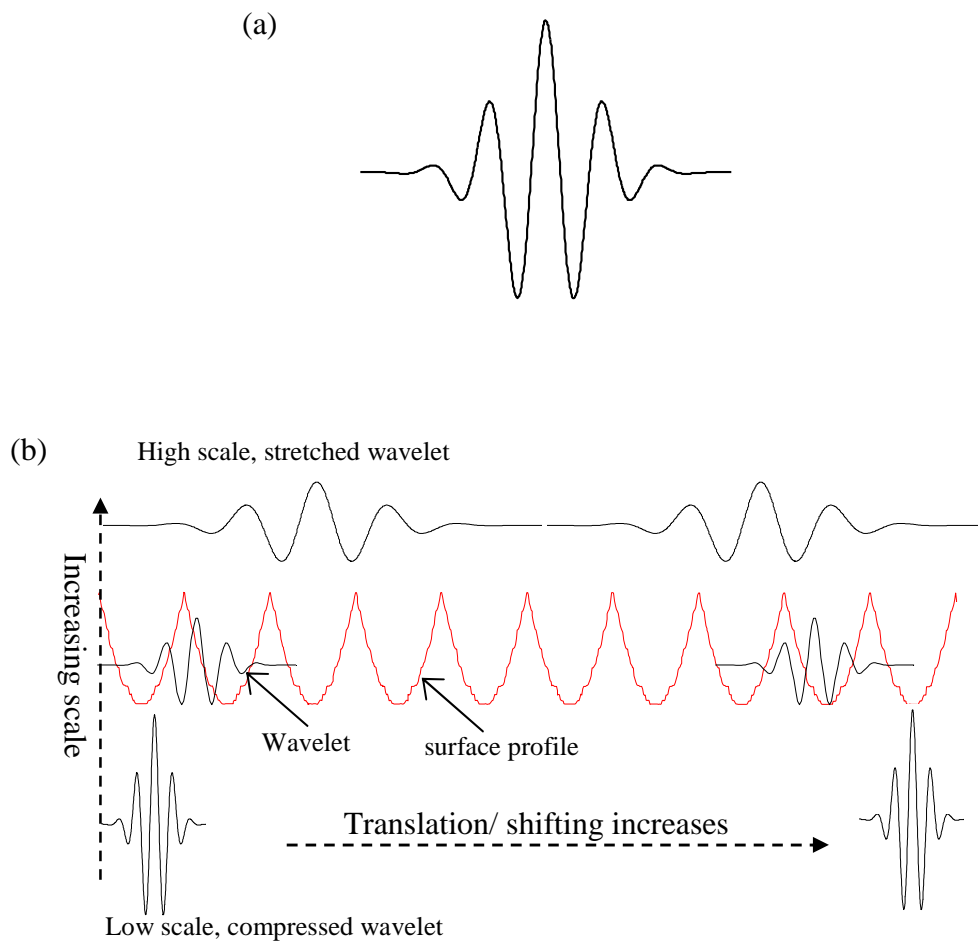 (a)
(b)
High scale, stretched wavelet
Increasing scale
Wavelet
surface profile
Translation/ shifting increases
Low scale, compressed wavelet